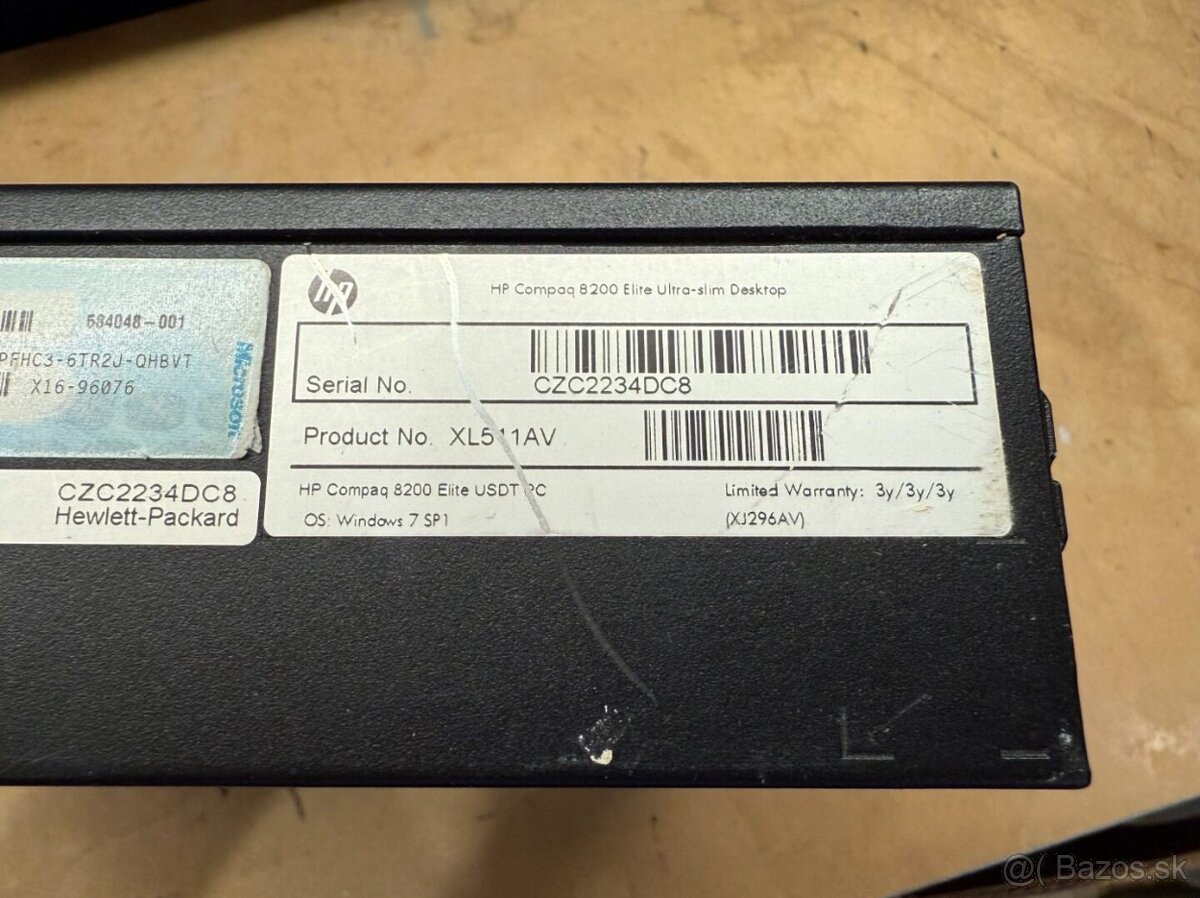 hp
HP Compaq 8200 Elite Ultra-slim Desktop
Serial No.
CZC2234DC8
Product No. XL511AV
HP Compaq 8200 Elite USDT PC
Limited Warranty: 3y/3y/3y
OS: Windows 7 SP1
(XJ296AV)
684048-001
PFHC3-6TR2J-QHBVT
X16-96076
Microsoft
CZC2234DC8
Hewlett-Packard
@( Bazos.sk